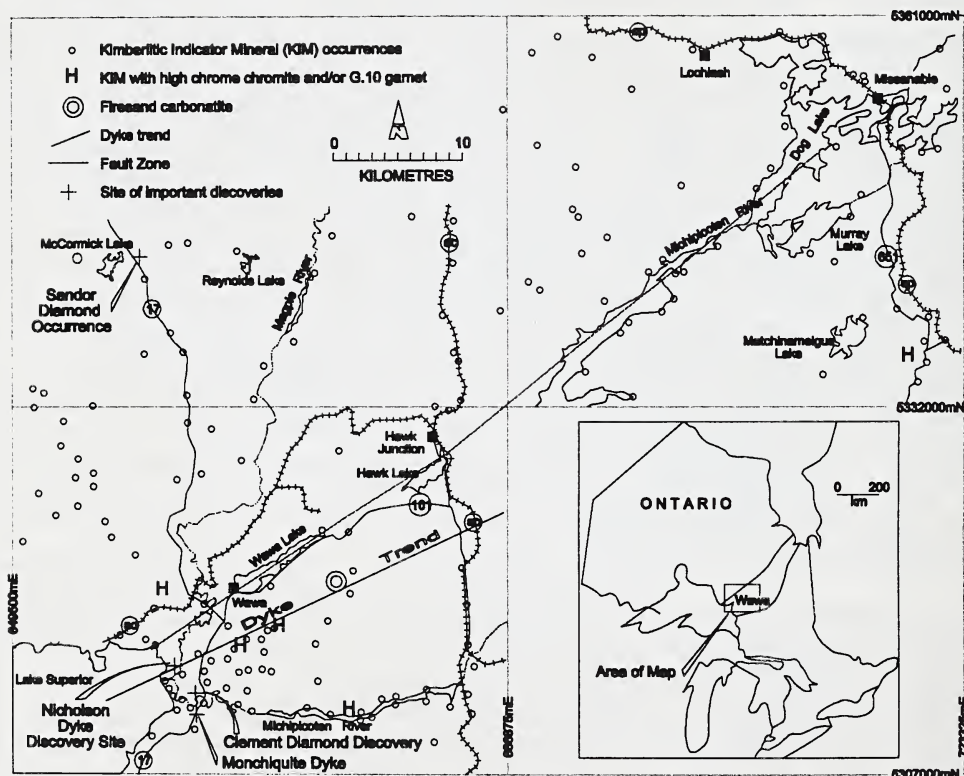 5361000mN
Kimberlitic Indicator Mineral (KIM) occurrences
H
KIM with high chrome chromite and/or G.10 garnet
Firesand carbonatite
Dyke trend
Fault Zone
Site of important discoveries
0
10
KILOMETRES
Lochlash
Missanabie
Dog Lake
Michipicoten River
Murray
Lake
651
Matchinameigus
Lake
H
McCormick Lake
Reynolds Lake
Magpie River
Sandor
Diamond
Occurrence
17
5332000mN
Hawk
Junction
Hawk Lake
101
Wawa Lake
Dyke Trend
H
Wawa
H
H
Lake Superior
Nicholson
Dyke
Discovery Site
H
Michipicoten River
Clement Diamond Discovery
Monchiquite Dyke
17
ONTARIO
0 200
km
Wawa
Area of Map
5307000mN